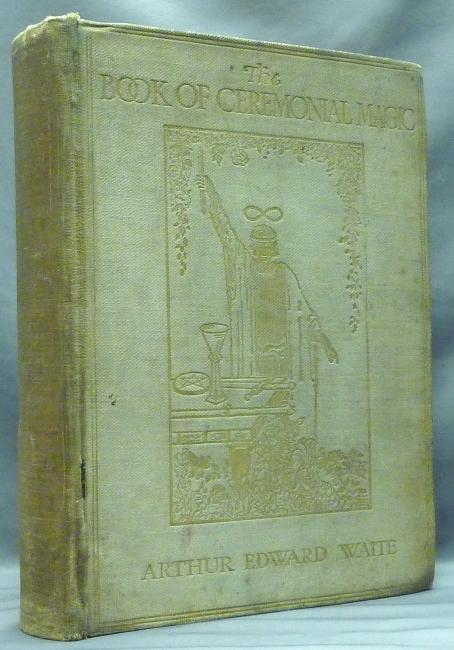 The
BOOK OF CEREMONIAL MAGIC
ARTHUR EDWARD WAITE